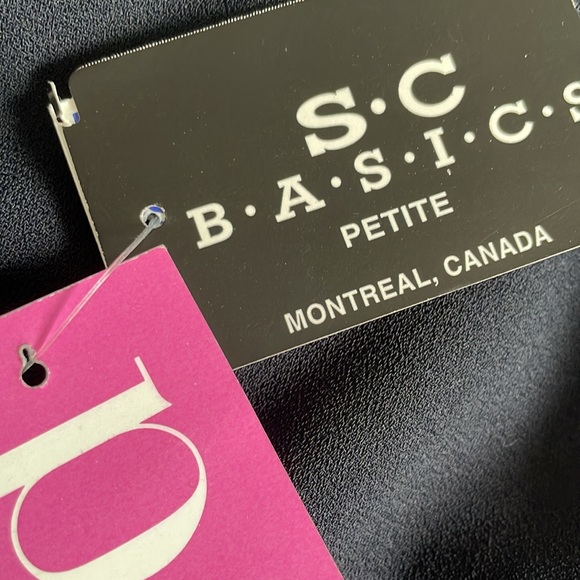 S·C
B·A·S·I·C·S
PETITE
MONTREAL, CANADA